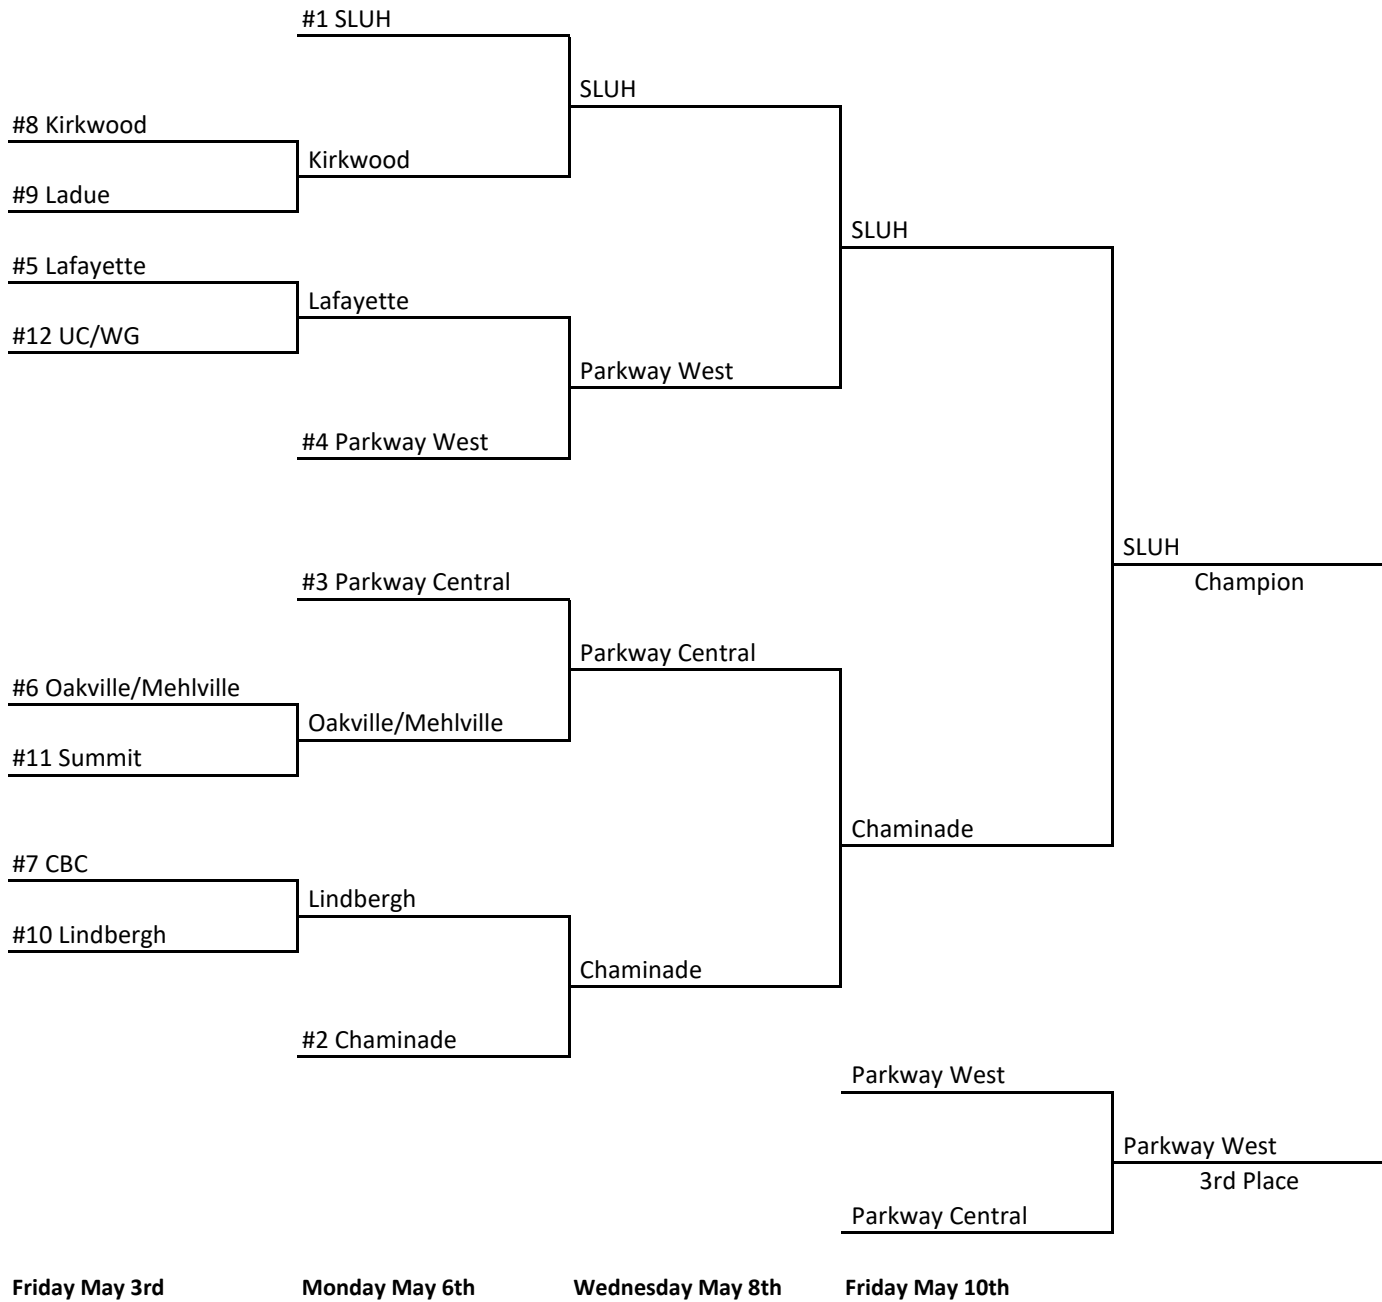 #1 SLUH
SLUH
#8 Kirkwood
Kirkwood
#9 Ladue
SLUH
#5 Lafayette
Lafayette
#12 UC/WG
Parkway West
#4 Parkway West
SLUH
Champion
#3 Parkway Central
Parkway Central
#6 Oakville/Mehlville
Oakville/Mehlville
#11 Summit
Chaminade
#7 CBC
Lindbergh
#10 Lindbergh
Chaminade
#2 Chaminade
Parkway West
Parkway West
3rd Place
Parkway Central
Friday May 3rd Monday May 6th Wednesday May 8th Friday May 10th